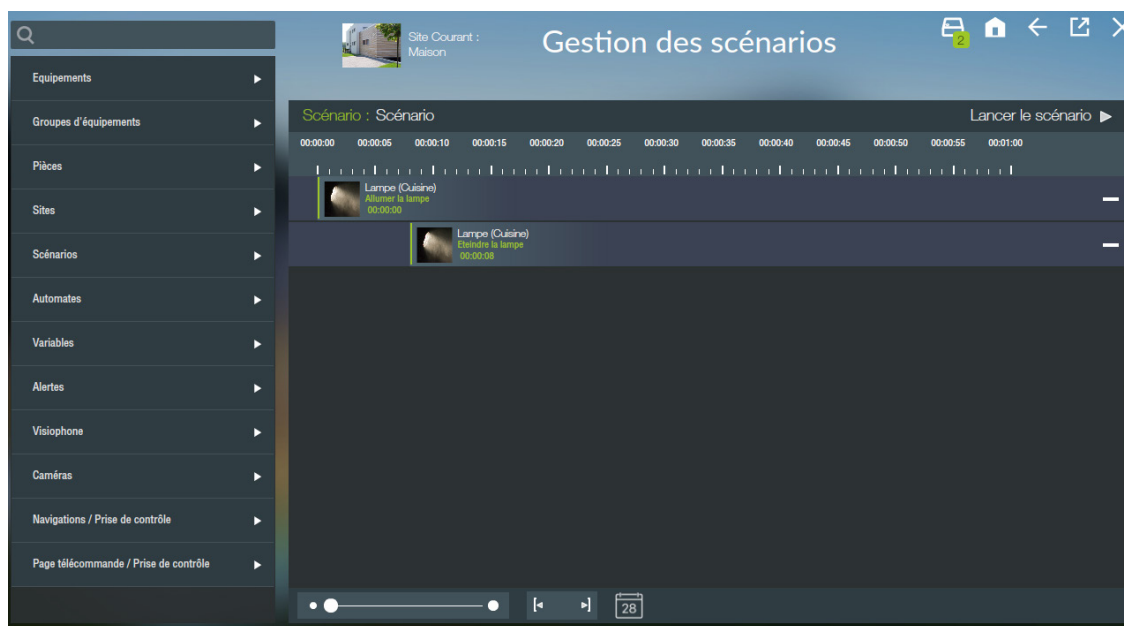 Site Courant :
Maison
Gestion des scénarios
2
Equipements
Groupes d'équipements
Pièces
Sites
Scénarios
Automates
Variables
Alertes
Visiophone
Caméras
Navigations / Prise de contrôle
Page télécommande / Prise de contrôle
Scénario : Scénario
Lancer le scénario
00:00:00 00:00:05 00:00:10 00:00:15 00:00:20 00:00:25 00:00:30 00:00:35 00:00:40 00:00:45 00:00:50 00:00:55 00:01:00
Lampe (Cuisine)
Allumer la lampe
00:00:00
Lampe (Cuisine)
Eteindre la lampe
00:00:08
28